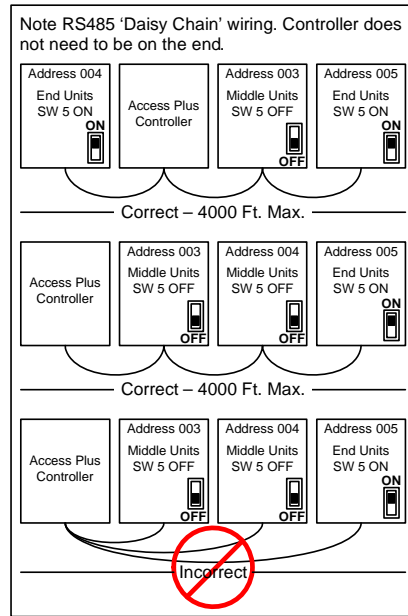 Note RS485 ‘Daisy Chain’ wiring. Controller does
not need to be on the end.
Address 004
End Units
SW 5 ON
ON
Access Plus
Controller
Address 003
Middle Units
SW 5 OFF
OFF
Address 005
End Units
SW 5 ON
ON
Correct – 4000 Ft. Max.
Access Plus
Controller
Address 003
Middle Units
SW 5 OFF
OFF
Address 004
Middle Units
SW 5 OFF
OFF
Address 005
End Units
SW 5 ON
ON
Correct – 4000 Ft. Max.
Access Plus
Controller
Address 003
Middle Units
SW 5 OFF
OFF
Address 004
Middle Units
SW 5 OFF
OFF
Address 005
End Units
SW 5 ON
ON
Incorrect